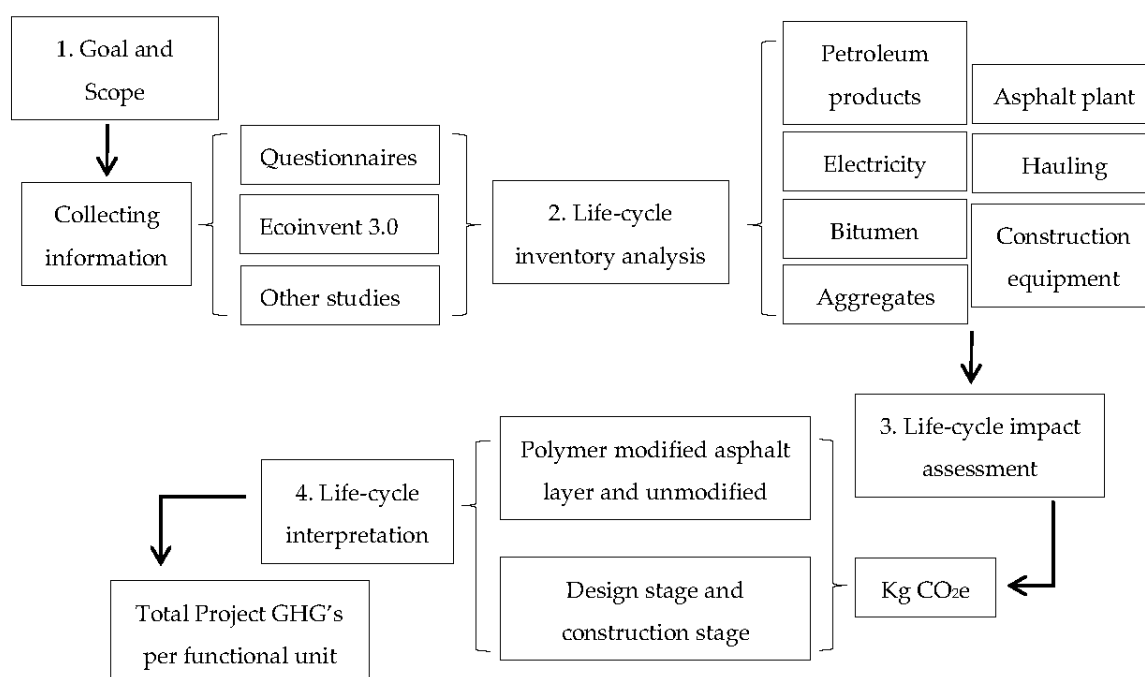 1. Goal and
Scope
Collecting
information
Questionnaires
Ecoinvent 3.0
Other studies
2. Life-cycle
inventory analysis
Petroleum
products
Electricity
Bitumen
Aggregates
Asphalt plant
Hauling
Construction
equipment
3. Life-cycle impact
assessment
Kg CO₂e
Polymer modified asphalt
layer and unmodified
Design stage and
construction stage
4. Life-cycle
interpretation
Total Project GHG's
per functional unit